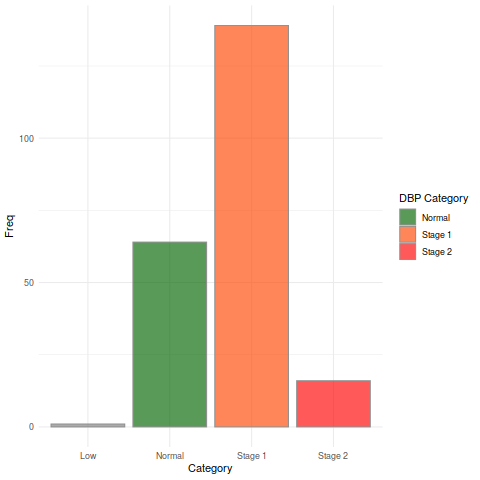 Freq
100
50
0
Low Normal Stage 1 Stage 2
Category
DBP Category
Normal
Stage 1
Stage 2